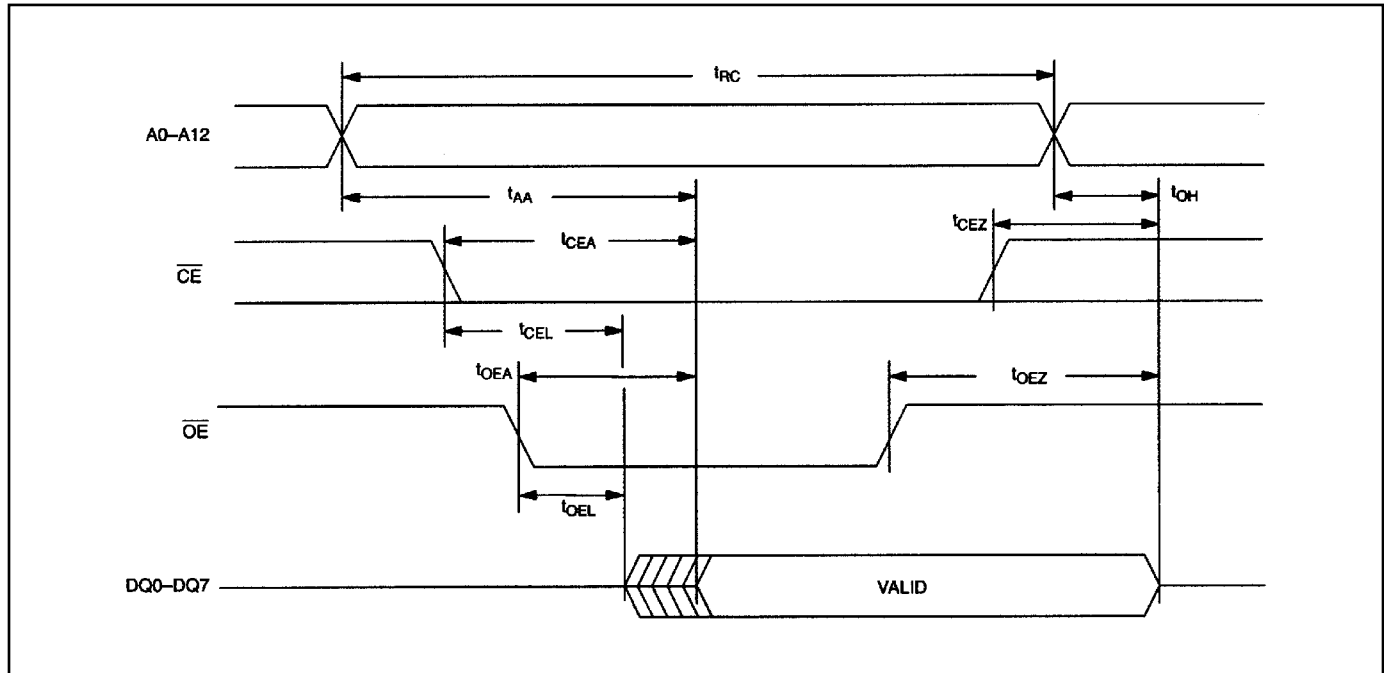 tRC
A0–A12
tAA
tOH
tCEZ
tCEA
CE
tCEL
tOEA
tOEZ
OE
tOEL
DQ0–DQ7
VALID